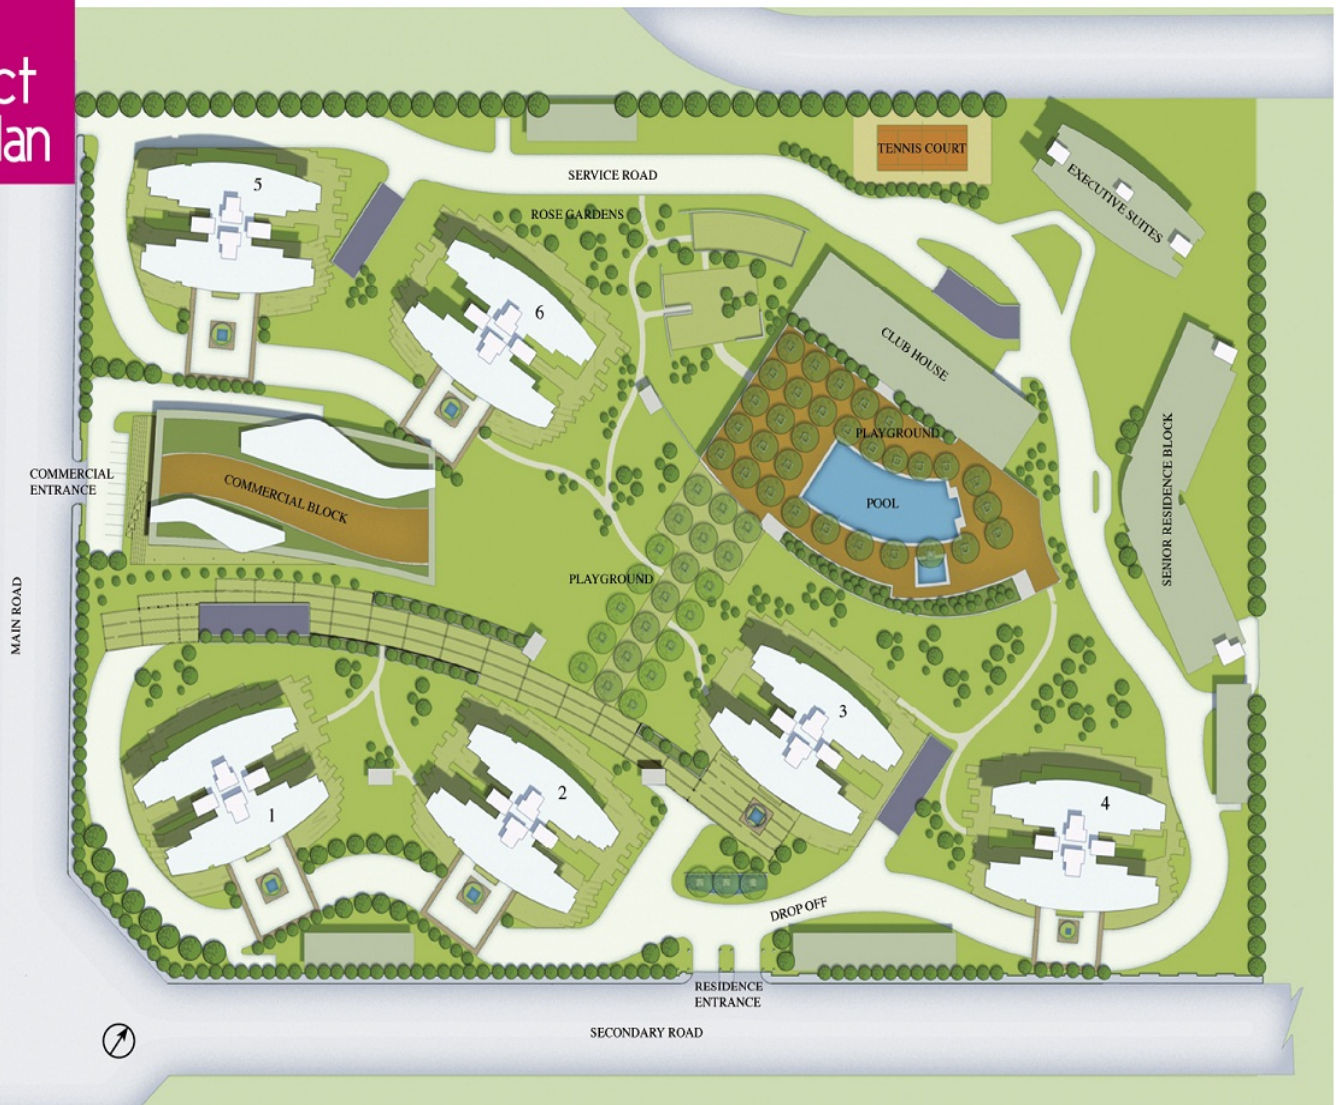 ct
lan
TENNIS COURT
SERVICE ROAD
EXECUTIVE SUITES
5
ROSE GARDENS
6
CLUB HOUSE
PLAYGROUND
COMMERCIAL
ENTRANCE
COMMERCIAL BLOCK
POOL
SENIOR RESIDENCE BLOCK
PLAYGROUND
MAIN ROAD
3
2
4
1
DROP OFF
RESIDENCE
ENTRANCE
SECONDARY ROAD